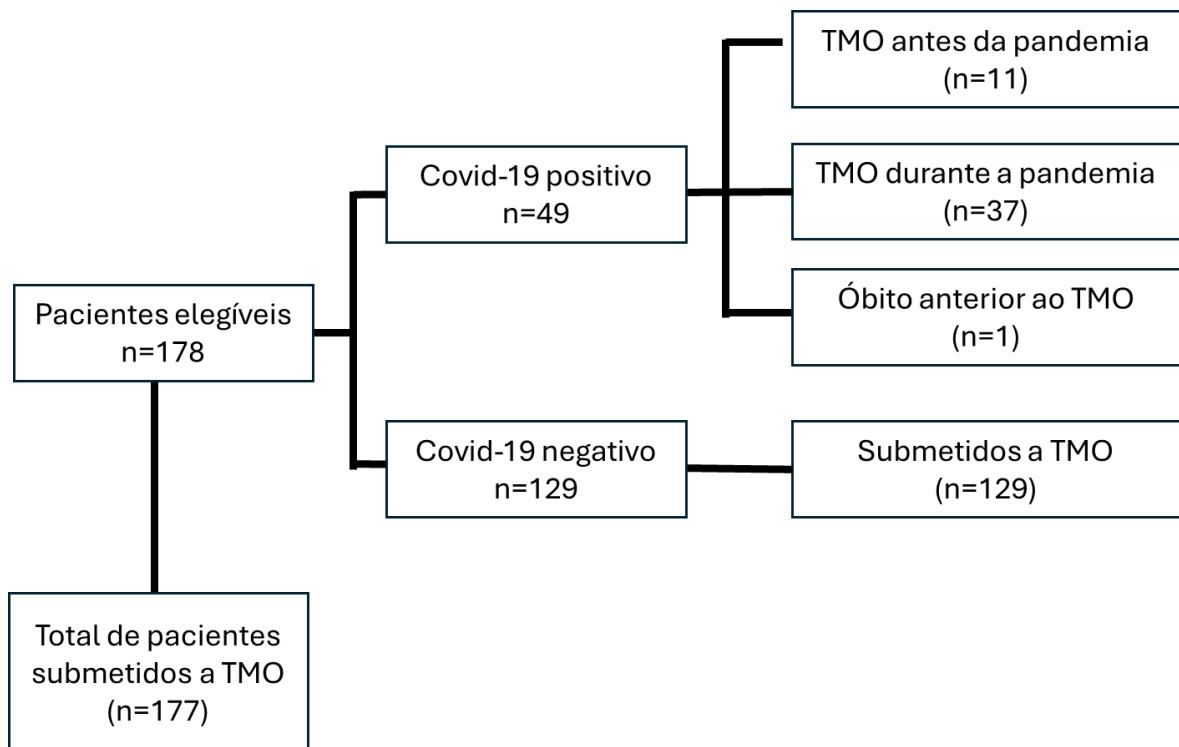 TMO antes da pandemia
(n=11)
Covid-19 positivo
n=49
TMO durante a pandemia
(n=37)
Óbito anterior ao TMO
(n=1)
Pacientes elegíveis
n=178
Covid-19 negativo
n=129
Submetidos a TMO
(n=129)
Total de pacientes
submetidos a TMO
(n=177)